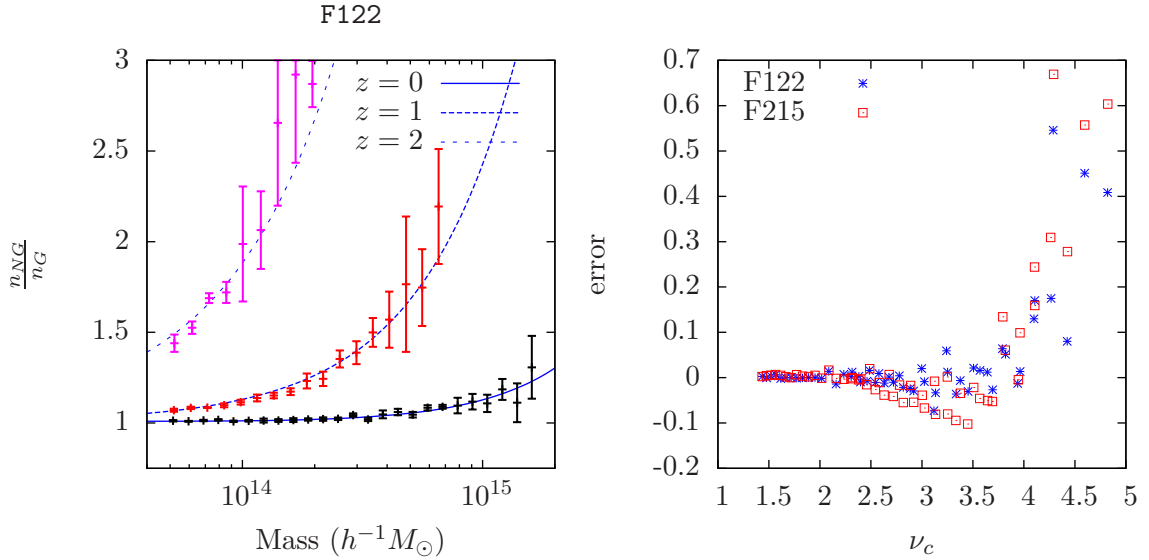 F122
3
2.5
2
1.5
1
n_{NG}
n_G
z = 0
z = 1
z = 2
10^{14}
10^{15}
Mass (h^{-1}M_⊙)
0.7
0.6
0.5
0.4
0.3
0.2
0.1
0
-0.1
-0.2
error
F122
F215
1 1.5 2 2.5 3 3.5 4 4.5 5
ν_c